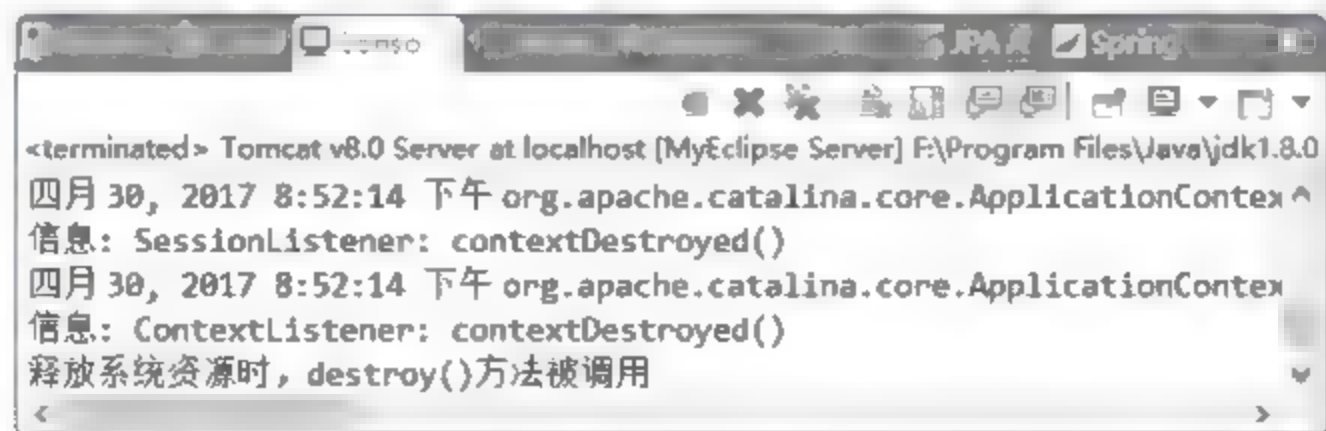 JPA Spring
<terminated> Tomcat v8.0 Server at localhost [MyEclipse Server] F:\Program Files\Java\jdk1.8.0
四月 30, 2017 8:52:14 下午 org.apache.catalina.core.ApplicationContex
信息: SessionListener: contextDestroyed()
四月 30, 2017 8:52:14 下午 org.apache.catalina.core.ApplicationContex
信息: ContextListener: contextDestroyed()
释放系统资源时，destroy()方法被调用